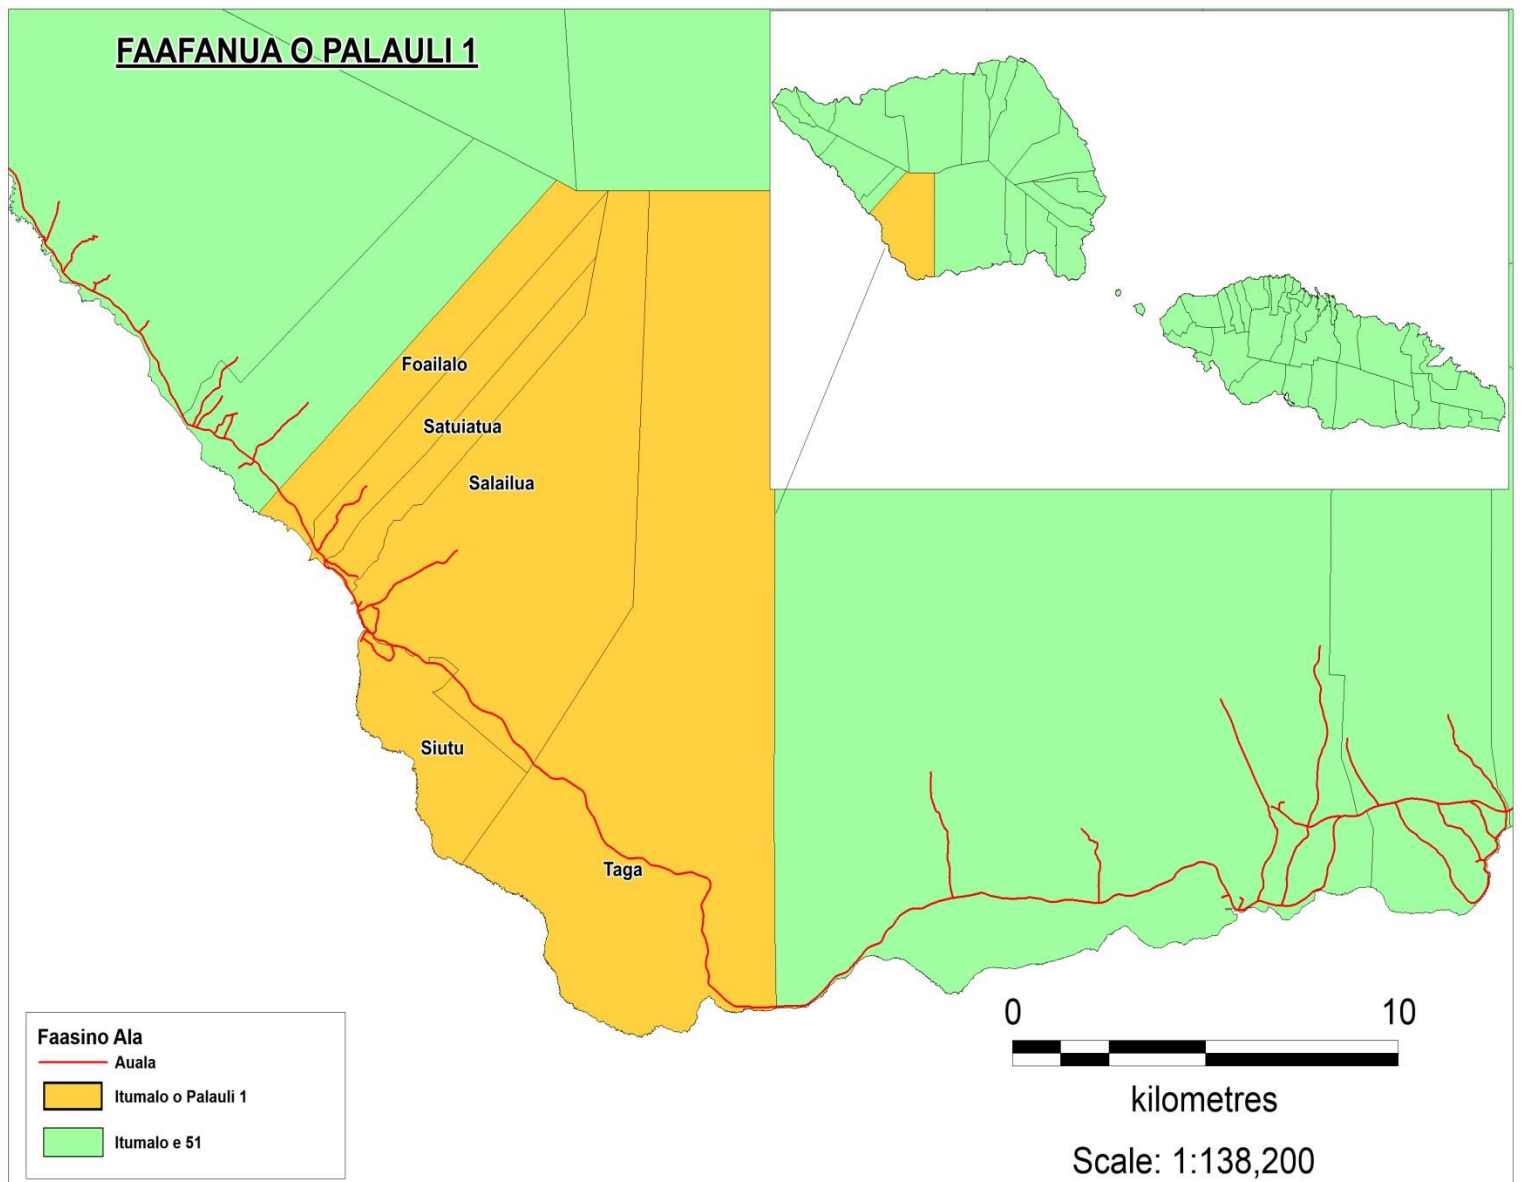 FAAFANUA O PALAULI 1
Foailalo
Satuiatua
Salailua
Siutu
Taga
Faasino Ala
Auala
Itumalo o Palauli 1
Itumalo e 51
0 10
kilometres
Scale: 1:138,200